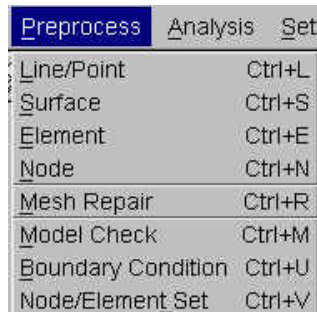 Preprocess Analysis Set
Line/Point Ctrl+L
Surface Ctrl+S
Element Ctrl+E
Node Ctrl+N
Mesh Repair Ctrl+R
Model Check Ctrl+M
Boundary Condition Ctrl+U
Node/Element Set Ctrl+V